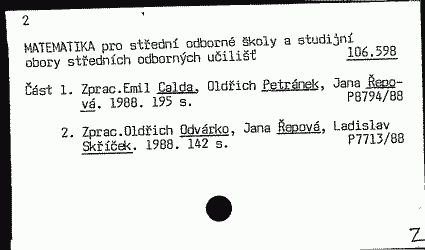 2
MATEMATIKA pro střední odborné školy a studijní
obory středních odborných učilišť 106.598
Část 1. Zprac.Emil Calda, Oldřich Petránek, Jana Řepo-
vá. 1988. 195 s. P8794/88
2. Zprac.Oldřich Odvárko, Jana Řepová, Ladislav
Skříček. 1988. 142 s. P7713/88
Z